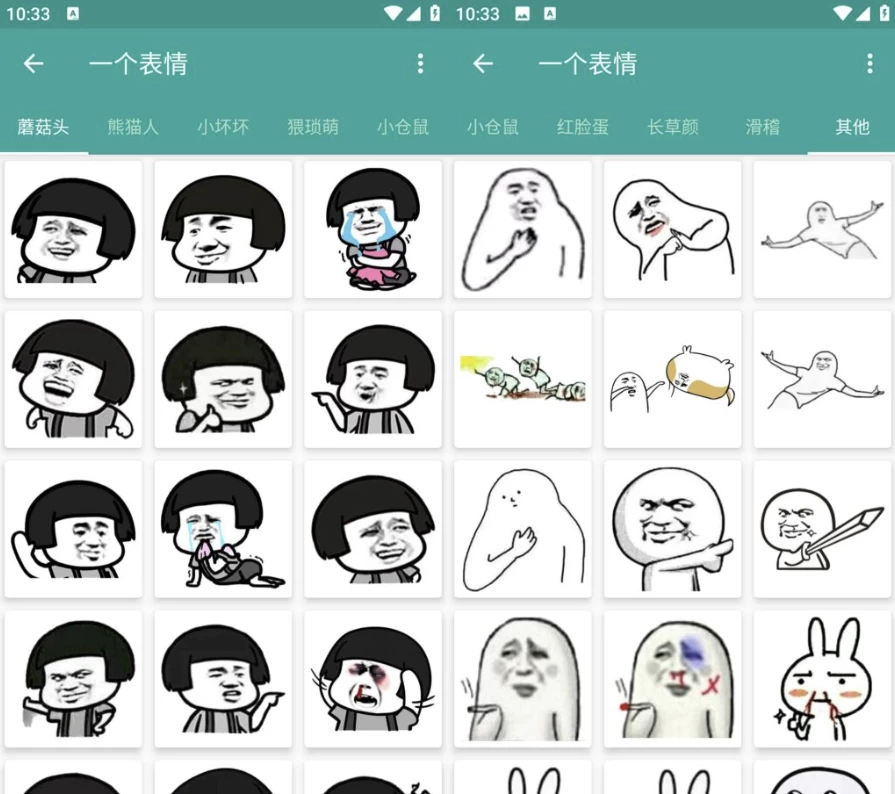 10:33
一个表情
蘑菇头 熊猫人 小坏坏 猥琐萌 小仓鼠
10:33
一个表情
小仓鼠 红脸蛋 长草颜 滑稽 其他